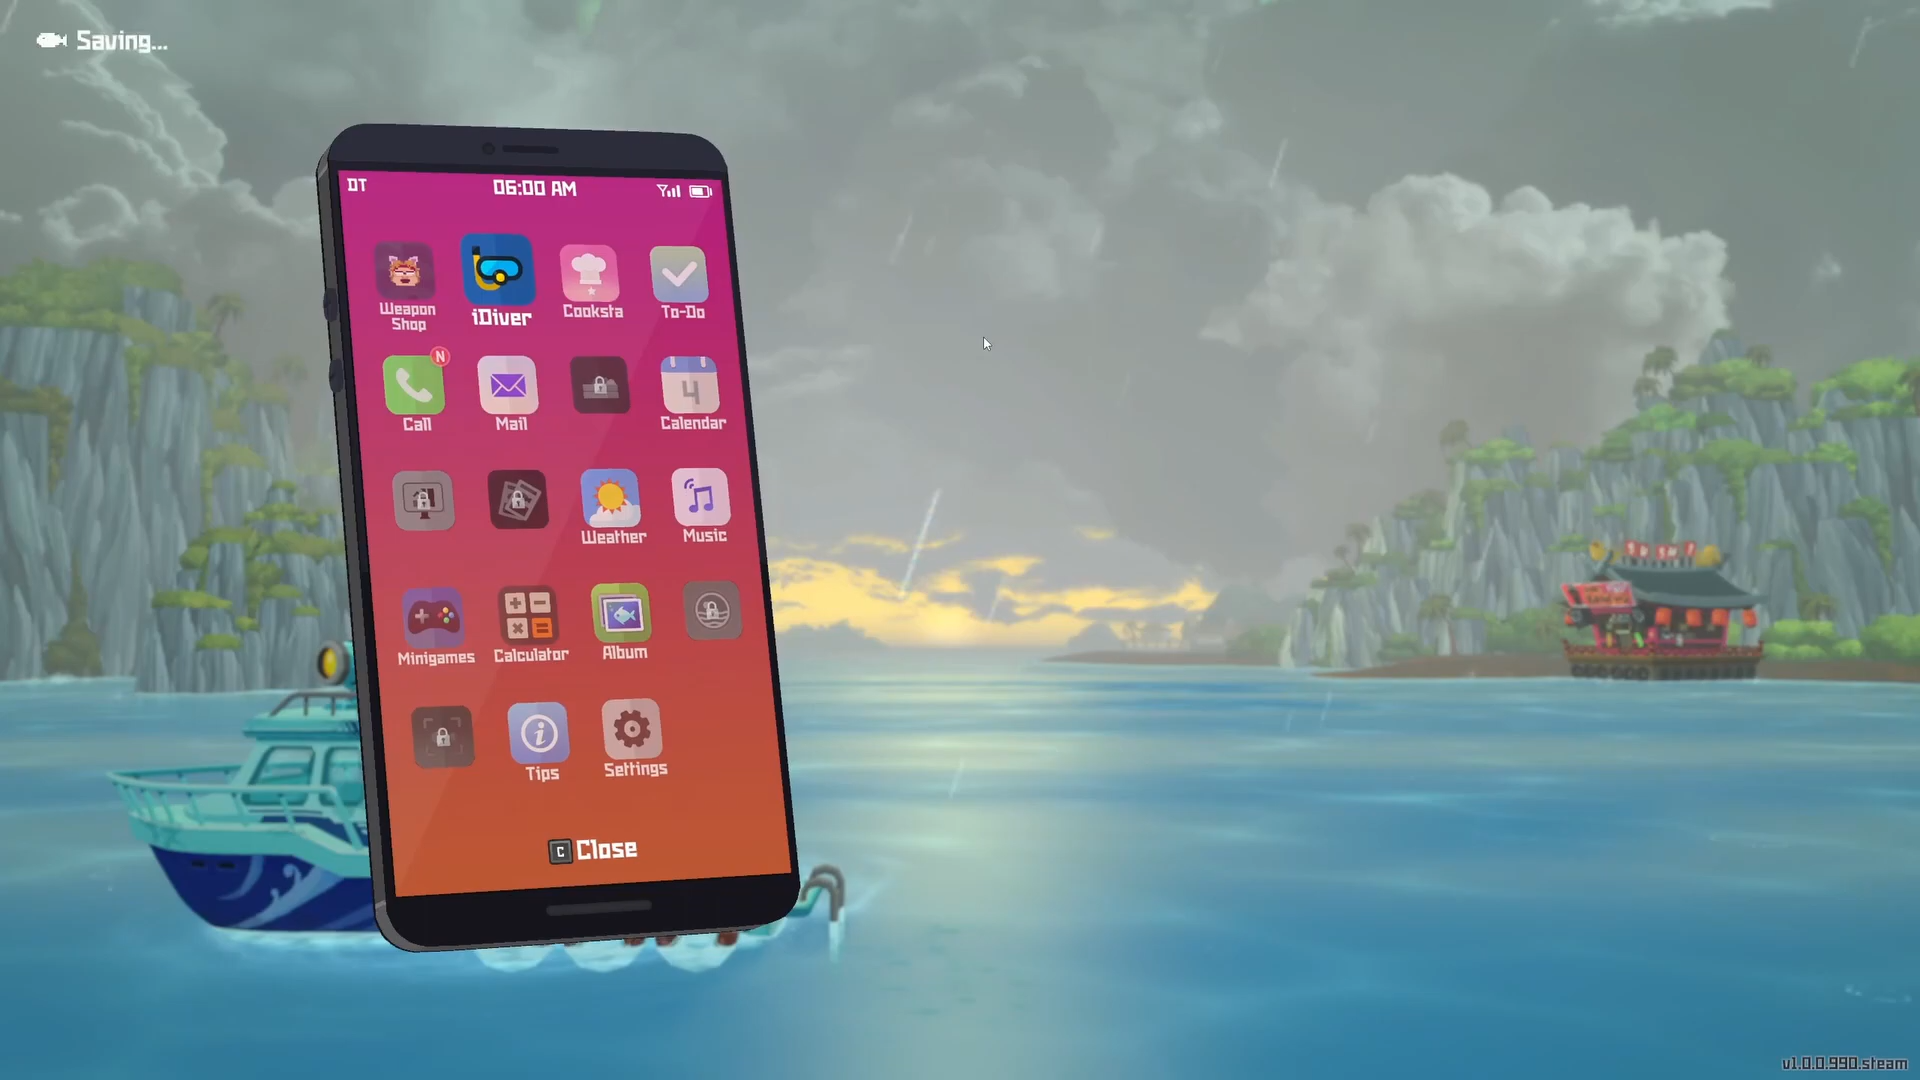 Saving...
DT
06:00 AM
Weapon
Shop
iDiver
Cooksta
To-Do
N
Call
Mail
4
Calendar
Weather
Music
Minigames
Calculator
Album
Tips
Settings
C Close
v1.0.0.990.steam